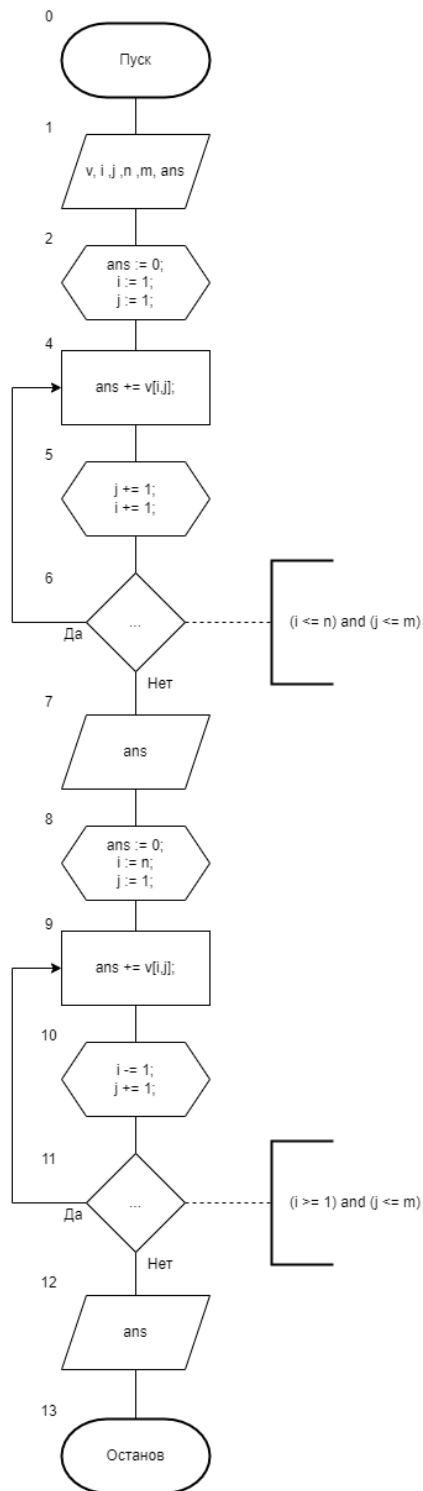 0
Пуск
1
v, i ,j ,n ,m, ans
2
ans := 0;
i := 1;
j := 1;
4
ans += v[i,j];
5
j += 1;
i += 1;
6
...
(i <= n) and (j <= m)
Да
Нет
7
ans
8
ans := 0;
i := n;
j := 1;
9
ans += v[i,j];
10
i -= 1;
j += 1;
11
...
(i >= 1) and (j <= m)
Да
Нет
12
ans
13
Останов